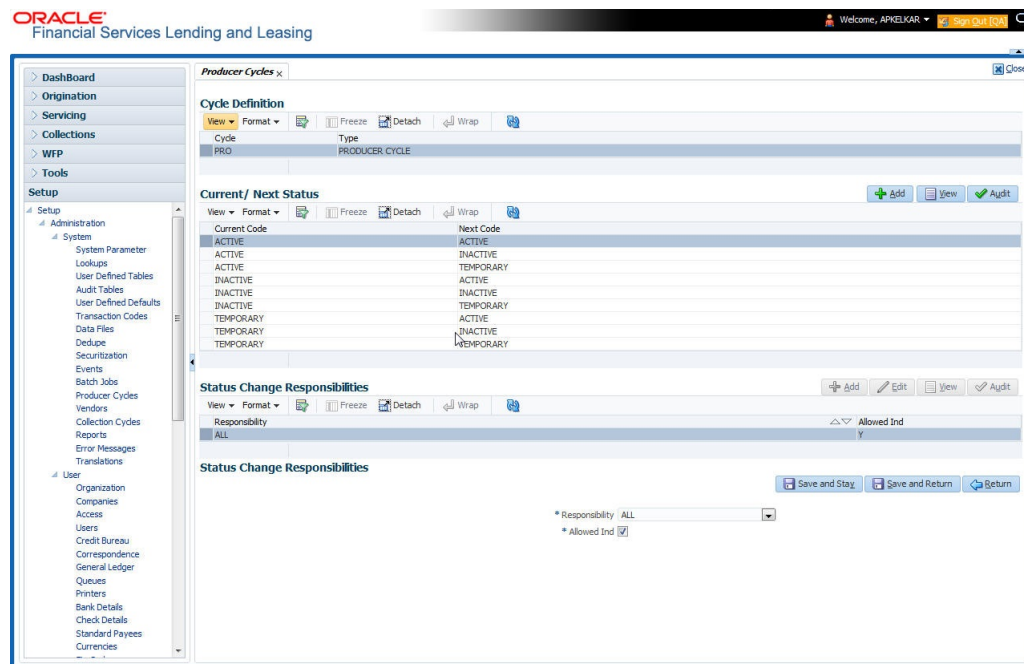 ORACLE
Financial Services Lending and Leasing
Welcome, APKELKAR
Sign Out [QA]
DashBoard
Origination
Servicing
Collections
WFP
Tools
Setup
Setup
Administration
System
System Parameter
Lookups
User Defined Tables
Audit Tables
User Defined Defaults
Transaction Codes
Data Files
Dedupe
Securitization
Events
Batch Jobs
Producer Cycles
Vendors
Collection Cycles
Reports
Error Messages
Translations
User
Organization
Companies
Access
Users
Credit Bureau
Correspondence
General Ledger
Queues
Printers
Bank Details
Check Details
Standard Payees
Currencies
Producer Cycles
Close
Cycle Definition
View Format Freeze Detach Wrap
Cycle Type
PRO PRODUCER CYCLE
Current/ Next Status
Add View Audit
View Format Freeze Detach Wrap
Current Code Next Code
ACTIVE ACTIVE
ACTIVE INACTIVE
ACTIVE TEMPORARY
INACTIVE ACTIVE
INACTIVE INACTIVE
INACTIVE TEMPORARY
TEMPORARY ACTIVE
TEMPORARY INACTIVE
TEMPORARY TEMPORARY
Status Change Responsibilities
Add Edit View Audit
View Format Freeze Detach Wrap
Responsibility Allowed Ind
ALL Y
Status Change Responsibilities
Save and Stay Save and Return Return
* Responsibility ALL
* Allowed Ind